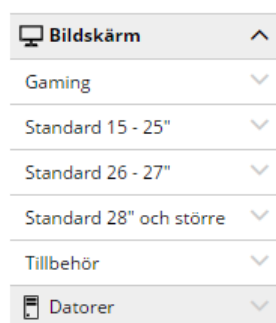 Bildskärm
Gaming
Standard 15 - 25"
Standard 26 - 27"
Standard 28" och större
Tillbehör
Datorer